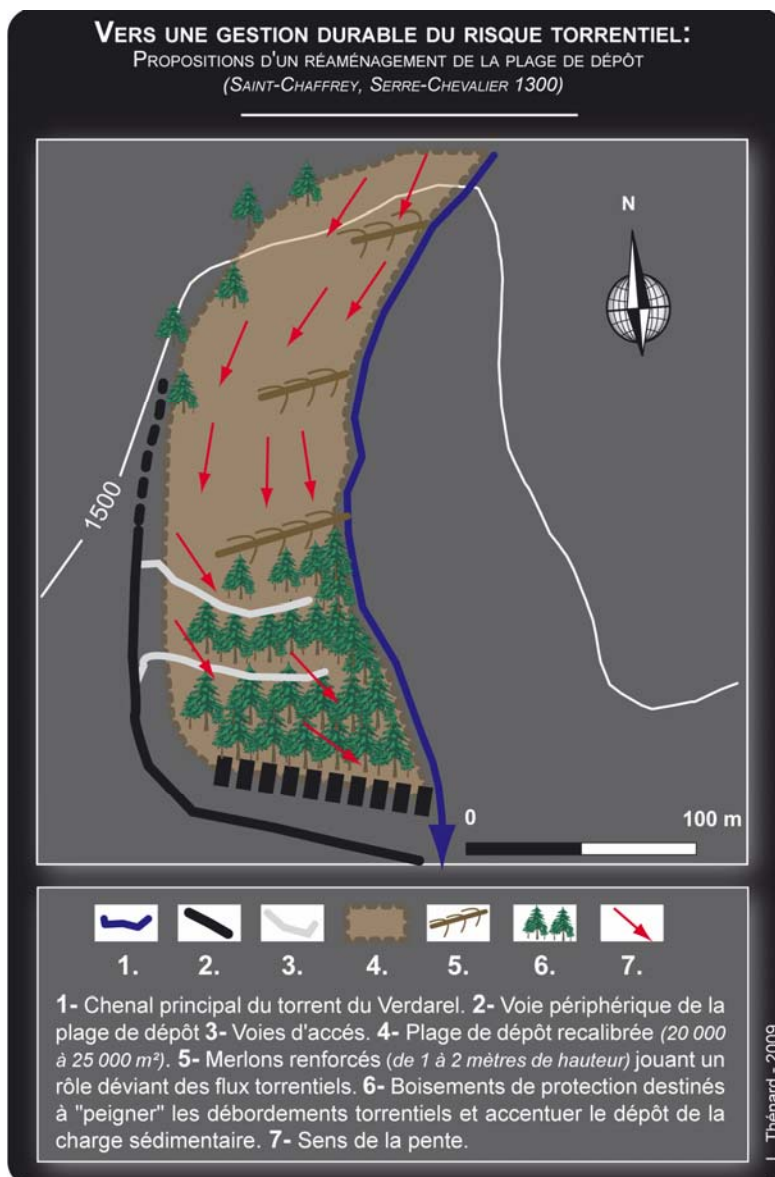 VERS UNE GESTION DURABLE DU RISQUE TORRENTIEL:
PROPOSITIONS D'UN RÉAMÉNAGEMENT DE LA PLAGE DE DÉPÔT
(SAINT-CHAFFREY, SERRE-CHEVALIER 1300)
N
1500
0 100 m
1. 2. 3. 4. 5. 6. 7.
1- Chenal principal du torrent du Verdarel. 2- Voie périphérique de la
plage de dépôt 3- Voies d'accés. 4- Plage de dépôt recalibrée (20 000
à 25 000 m²). 5- Merlons renforcés (de 1 à 2 mètres de hauteur) jouant un
rôle déviant des flux torrentiels. 6- Boisements de protection destinés
à "peigner" les débordements torrentiels et accentuer le dépôt de la
charge sédimentaire. 7- Sens de la pente.
L. Thénard - 2009